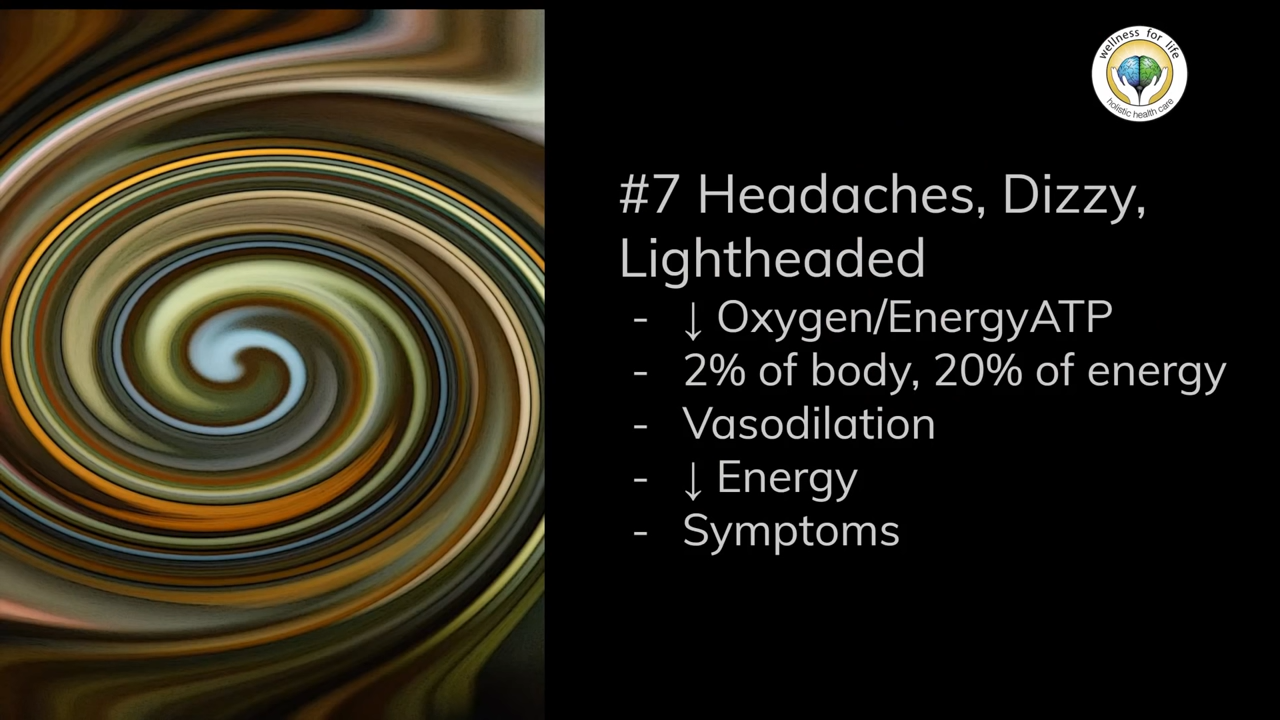 wellness for life
holistic health care
#7 Headaches, Dizzy,
Lightheaded
- ↓ Oxygen/EnergyATP
- 2% of body, 20% of energy
- Vasodilation
- ↓ Energy
- Symptoms